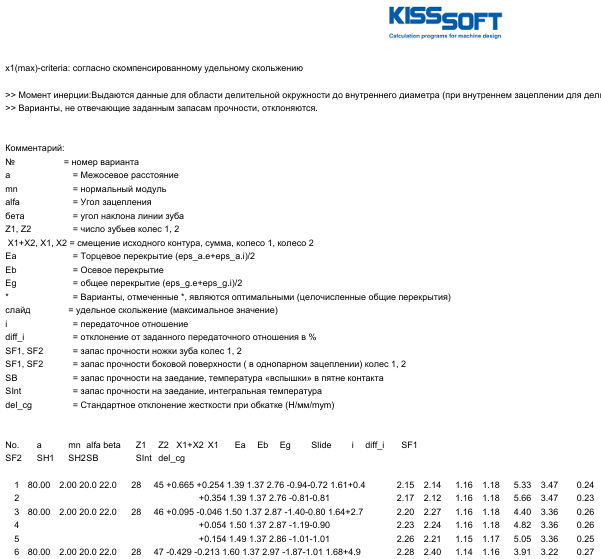 KISSSOFT
Calculation programs for machine design
x1(max)-criteria: согласно скомпенсированному удельному скольжению
>> Момент инерции:Выдаются данные для области делительной окружности до внутреннего диаметра (при внутреннем зацеплении для дел
>> Варианты, не отвечающие заданным запасам прочности, отклоняются.
Комментарий:
№ = номер варианта
a = Межосевое расстояние
mn = нормальный модуль
alfa = Угол зацепления
бета = угол наклона линии зуба
Z1, Z2 = число зубьев колес 1, 2
X1+X2, X1, X2 = смещение исходного контура, сумма, колесо 1, колесо 2
Ea = Торцевое перекрытие (eps_a.e+eps_a.i)/2
Eb = Осевое перекрытие
Eg = общее перекрытие (eps_g.e+eps_g.i)/2
* = Варианты, отмеченные *, являются оптимальными (целочисленные общие перекрытия)
слайд = удельное скольжение (максимальное значение)
i = передаточное отношение
diff_i = отклонение от заданного передаточного отношения в %
SF1, SF2 = запас прочности ножки зуба колес 1, 2
SF1, SF2 = запас прочности боковой поверхности ( в однопарном зацеплении) колес 1, 2
SB = запас прочности на заедание, температура «вспышки» в пятне контакта
SInt = запас прочности на заедание, интегральная температура
del_cg = Стандартное отклонение жесткости при обкатке (Н/мм/mym)
No. a mn alfa beta Z1 Z2 X1+X2 X1 Ea Eb Eg Slide i diff_i SF1
SF2 SH1 SH2SB SInt del_cg
1 80.00 2.00 20.0 22.0 28 45 +0.665 +0.254 1.39 1.37 2.76 -0.94-0.72 1.61+0.4 2.15 2.14 1.16 1.18 5.33 3.47 0.24
2 +0.354 1.39 1.37 2.76 -0.81-0.81 2.17 2.12 1.16 1.18 5.66 3.47 0.23
3 80.00 2.00 20.0 22.0 28 46 +0.095 -0.046 1.50 1.37 2.87 -1.40-0.80 1.64+2.7 2.20 2.27 1.16 1.18 4.40 3.36 0.26
4 +0.054 1.50 1.37 2.87 -1.19-0.90 2.23 2.24 1.16 1.18 4.82 3.36 0.26
5 +0.154 1.49 1.37 2.86 -1.01-1.01 2.26 2.21 1.15 1.17 5.05 3.36 0.25
6 80.00 2.00 20.0 22.0 28 47 -0.429 -0.213 1.60 1.37 2.97 -1.87-1.01 1.68+4.9 2.28 2.40 1.14 1.16 3.91 3.22 0.27